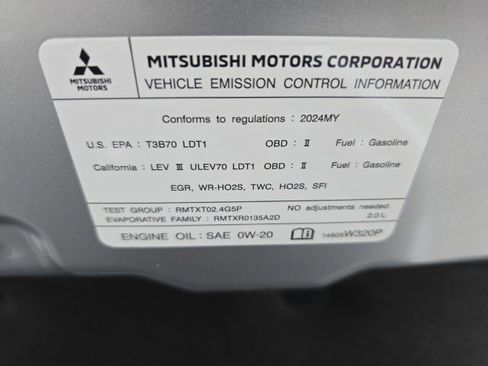 MITSUBISHI MOTORS CORPORATION
MITSUBISHI
MOTORS
VEHICLE EMISSION CONTROL INFORMATION
Conforms to regulations : 2024MY
U.S. EPA : T3B70 LDT1 OBD : II Fuel : Gasoline
California : LEV III ULEV70 LDT1 OBD : II Fuel : Gasoline
EGR, WR-HO2S, TWC, HO2S, SFI
TEST GROUP : RMTXT02.4G5P NO adjustments needed
EVAPORATIVE FAMILY : RMTXR0135A2D 2.0 L
ENGINE OIL : SAE 0W-20 14805W320P